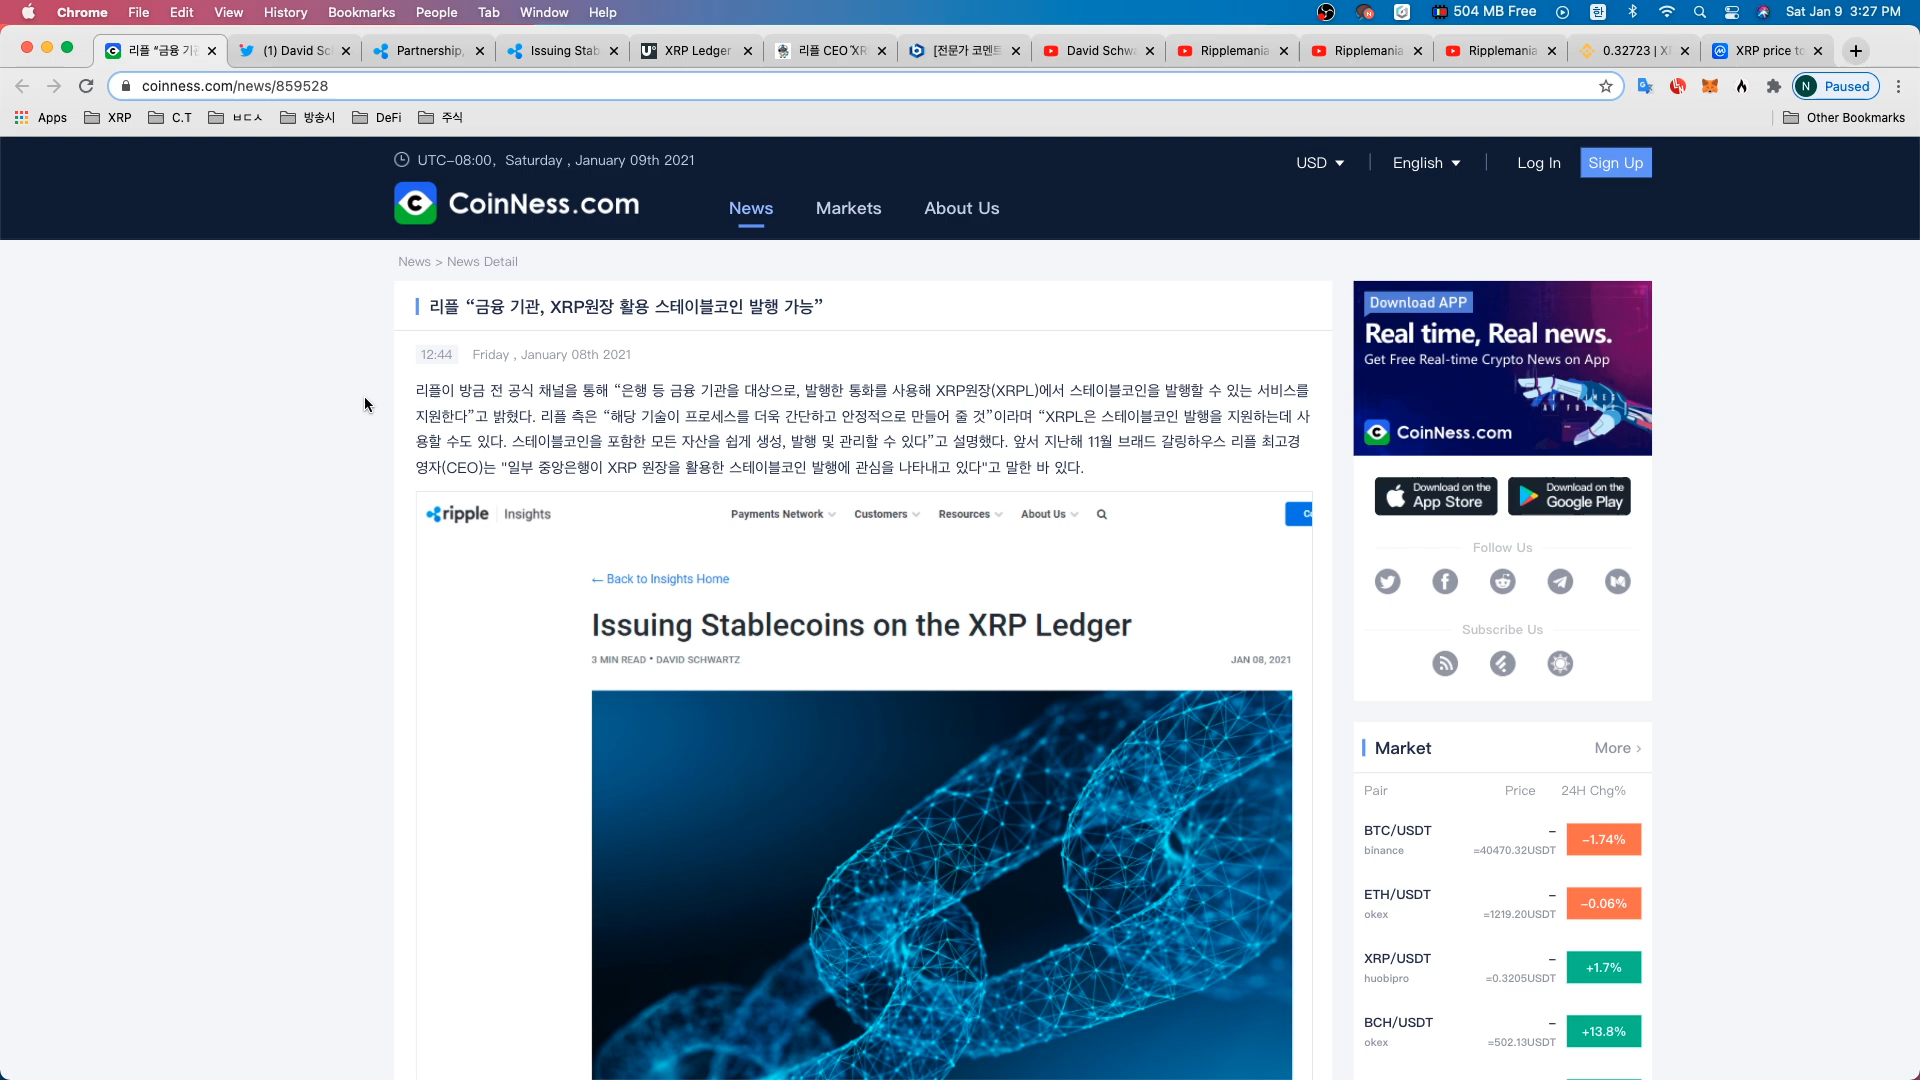 Chrome File Edit View History Bookmarks People Tab Window Help 504 MB Free 한 Sat Jan 9 3:27 PM
리플 “금융 기관 (1) David Sc Partnership, Issuing Stab XRP Ledger 리플 CEO "XR [전문가 코멘트 David Schwa Ripplemania Ripplemania Ripplemania 0.32723 | XR XRP price to
coinness.com/news/859528 N Paused
Apps XRP C.T ㅂㄷㅅ 방송시 DeFi 주식 Other Bookmarks
UTC-08:00, Saturday , January 09th 2021 USD English Log In Sign Up
CoinNess.com News Markets About Us
News > News Detail
리플 “금융 기관, XRP원장 활용 스테이블코인 발행 가능”
12:44 Friday , January 08th 2021
리플이 방금 전 공식 채널을 통해 “은행 등 금융 기관을 대상으로, 발행한 통화를 사용해 XRP원장(XRPL)에서 스테이블코인을 발행할 수 있는 서비스를
지원한다”고 밝혔다. 리플 측은 “해당 기술이 프로세스를 더욱 간단하고 안정적으로 만들어 줄 것”이라며 “XRPL은 스테이블코인 발행을 지원하는데 사
용할 수도 있다. 스테이블코인을 포함한 모든 자산을 쉽게 생성, 발행 및 관리할 수 있다”고 설명했다. 앞서 지난해 11월 브래드 갈링하우스 리플 최고경
영자(CEO)는 "일부 중앙은행이 XRP 원장을 활용한 스테이블코인 발행에 관심을 나타내고 있다"고 말한 바 있다.
ripple Insights Payments Network Customers Resources About Us
← Back to Insights Home
Issuing Stablecoins on the XRP Ledger
3 MIN READ • DAVID SCHWARTZ JAN 08, 2021
Download APP
Real time, Real news.
Get Free Real-time Crypto News on App
CoinNess.com
Download on the App Store
Download on the Google Play
Follow Us
Subscribe Us
Market More ›
Pair Price 24H Chg%
BTC/USDT – -1.74%
binance =40470.32USDT
ETH/USDT – -0.06%
okex =1219.20USDT
XRP/USDT – +1.7%
huobipro =0.3205USDT
BCH/USDT – +13.8%
okex =502.13USDT